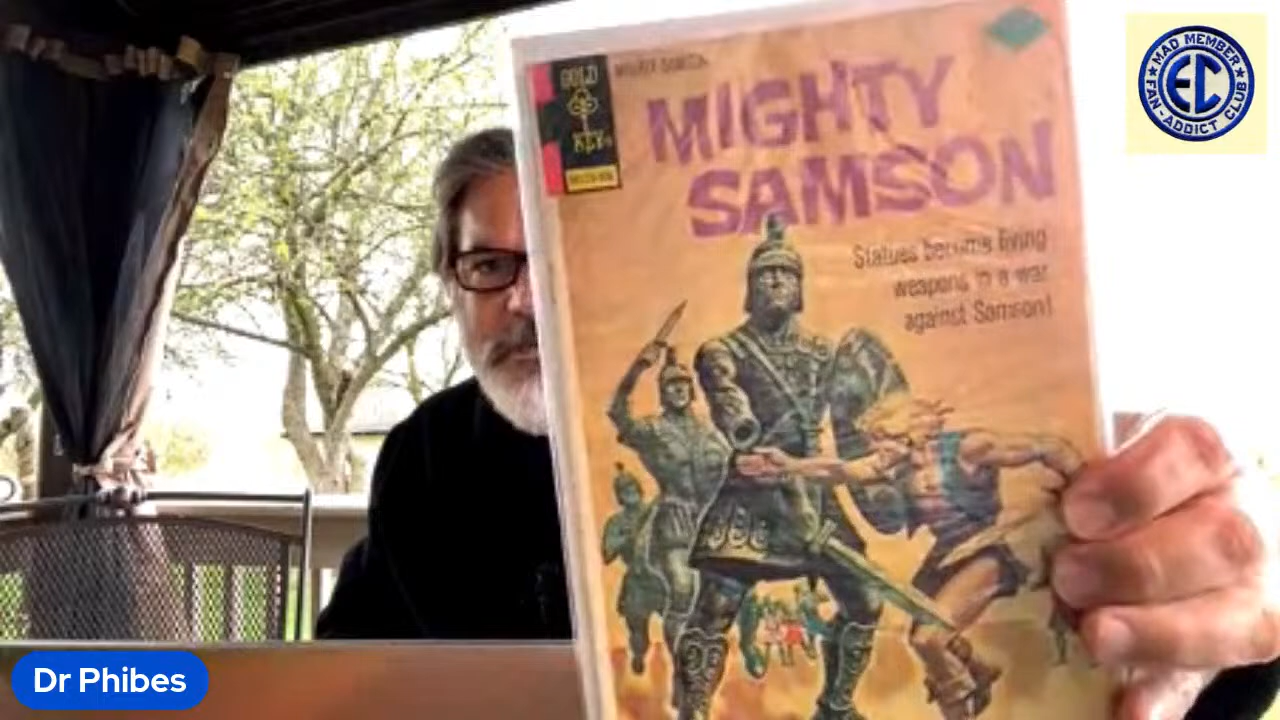 MAD MEMBER
EC
FAN-ADDICT CLUB
GOLD
KEY
MIGHTY SAMSON
MIGHTY
SAMSON
Statues become living
weapons in a war
against Samson!
Dr Phibes